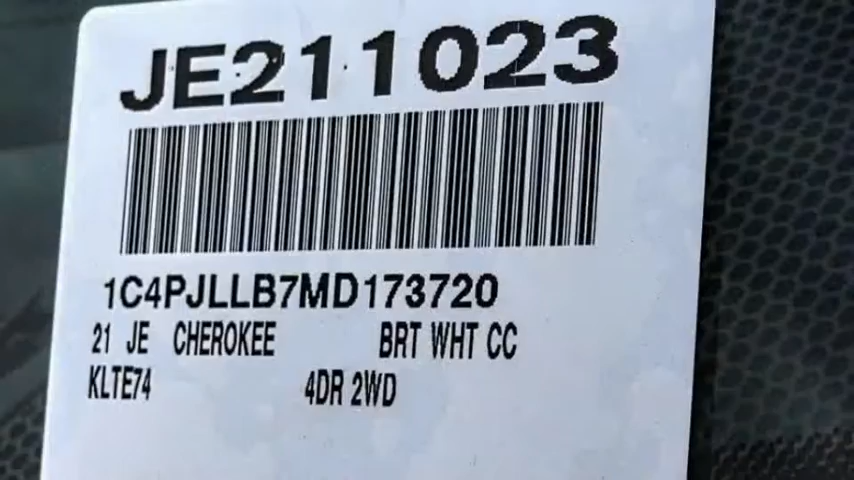 JE211023
1C4PJLLB7MD173720
21 JE CHEROKEE BRT WHT CC
KLTE74 4DR 2WD